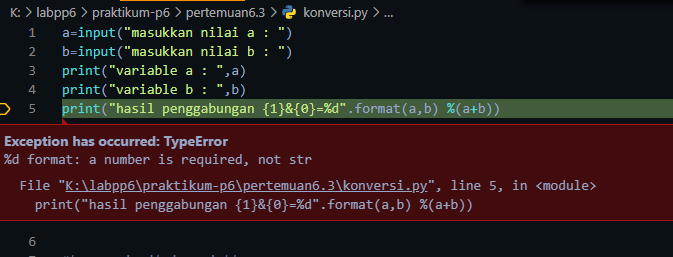 K: > labpp6 > praktikum-p6 > pertemuan6.3 > konversi.py > ...
1 a=input("masukkan nilai a : ")
2 b=input("masukkan nilai b : ")
3 print("variable a : ",a)
4 print("variable b : ",b)
5 print("hasil penggabungan {1}&{0}=%d".format(a,b) %(a+b))
Exception has occurred: TypeError
%d format: a number is required, not str
File "K:\labpp6\praktikum-p6\pertemuan6.3\konversi.py", line 5, in <module>
print("hasil penggabungan {1}&{0}=%d".format(a,b) %(a+b))
6